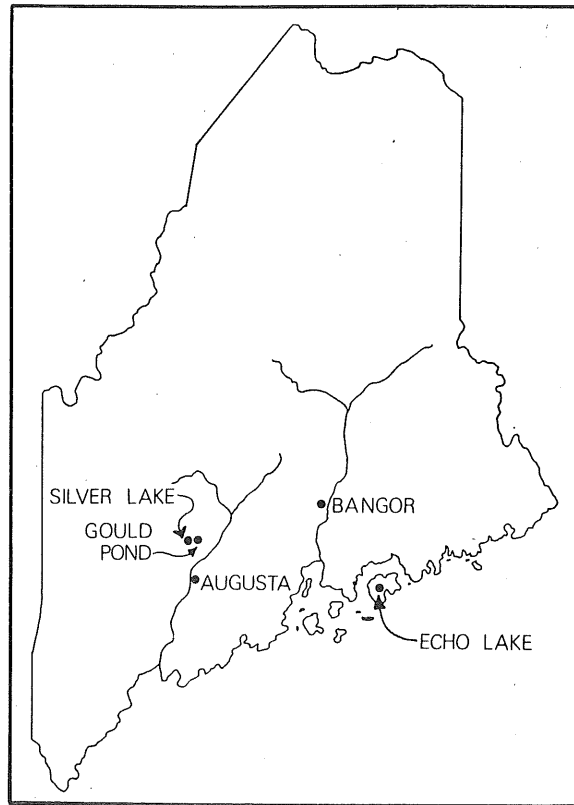 SILVER LAKE
GOULD
POND
BANGOR
AUGUSTA
ECHO LAKE